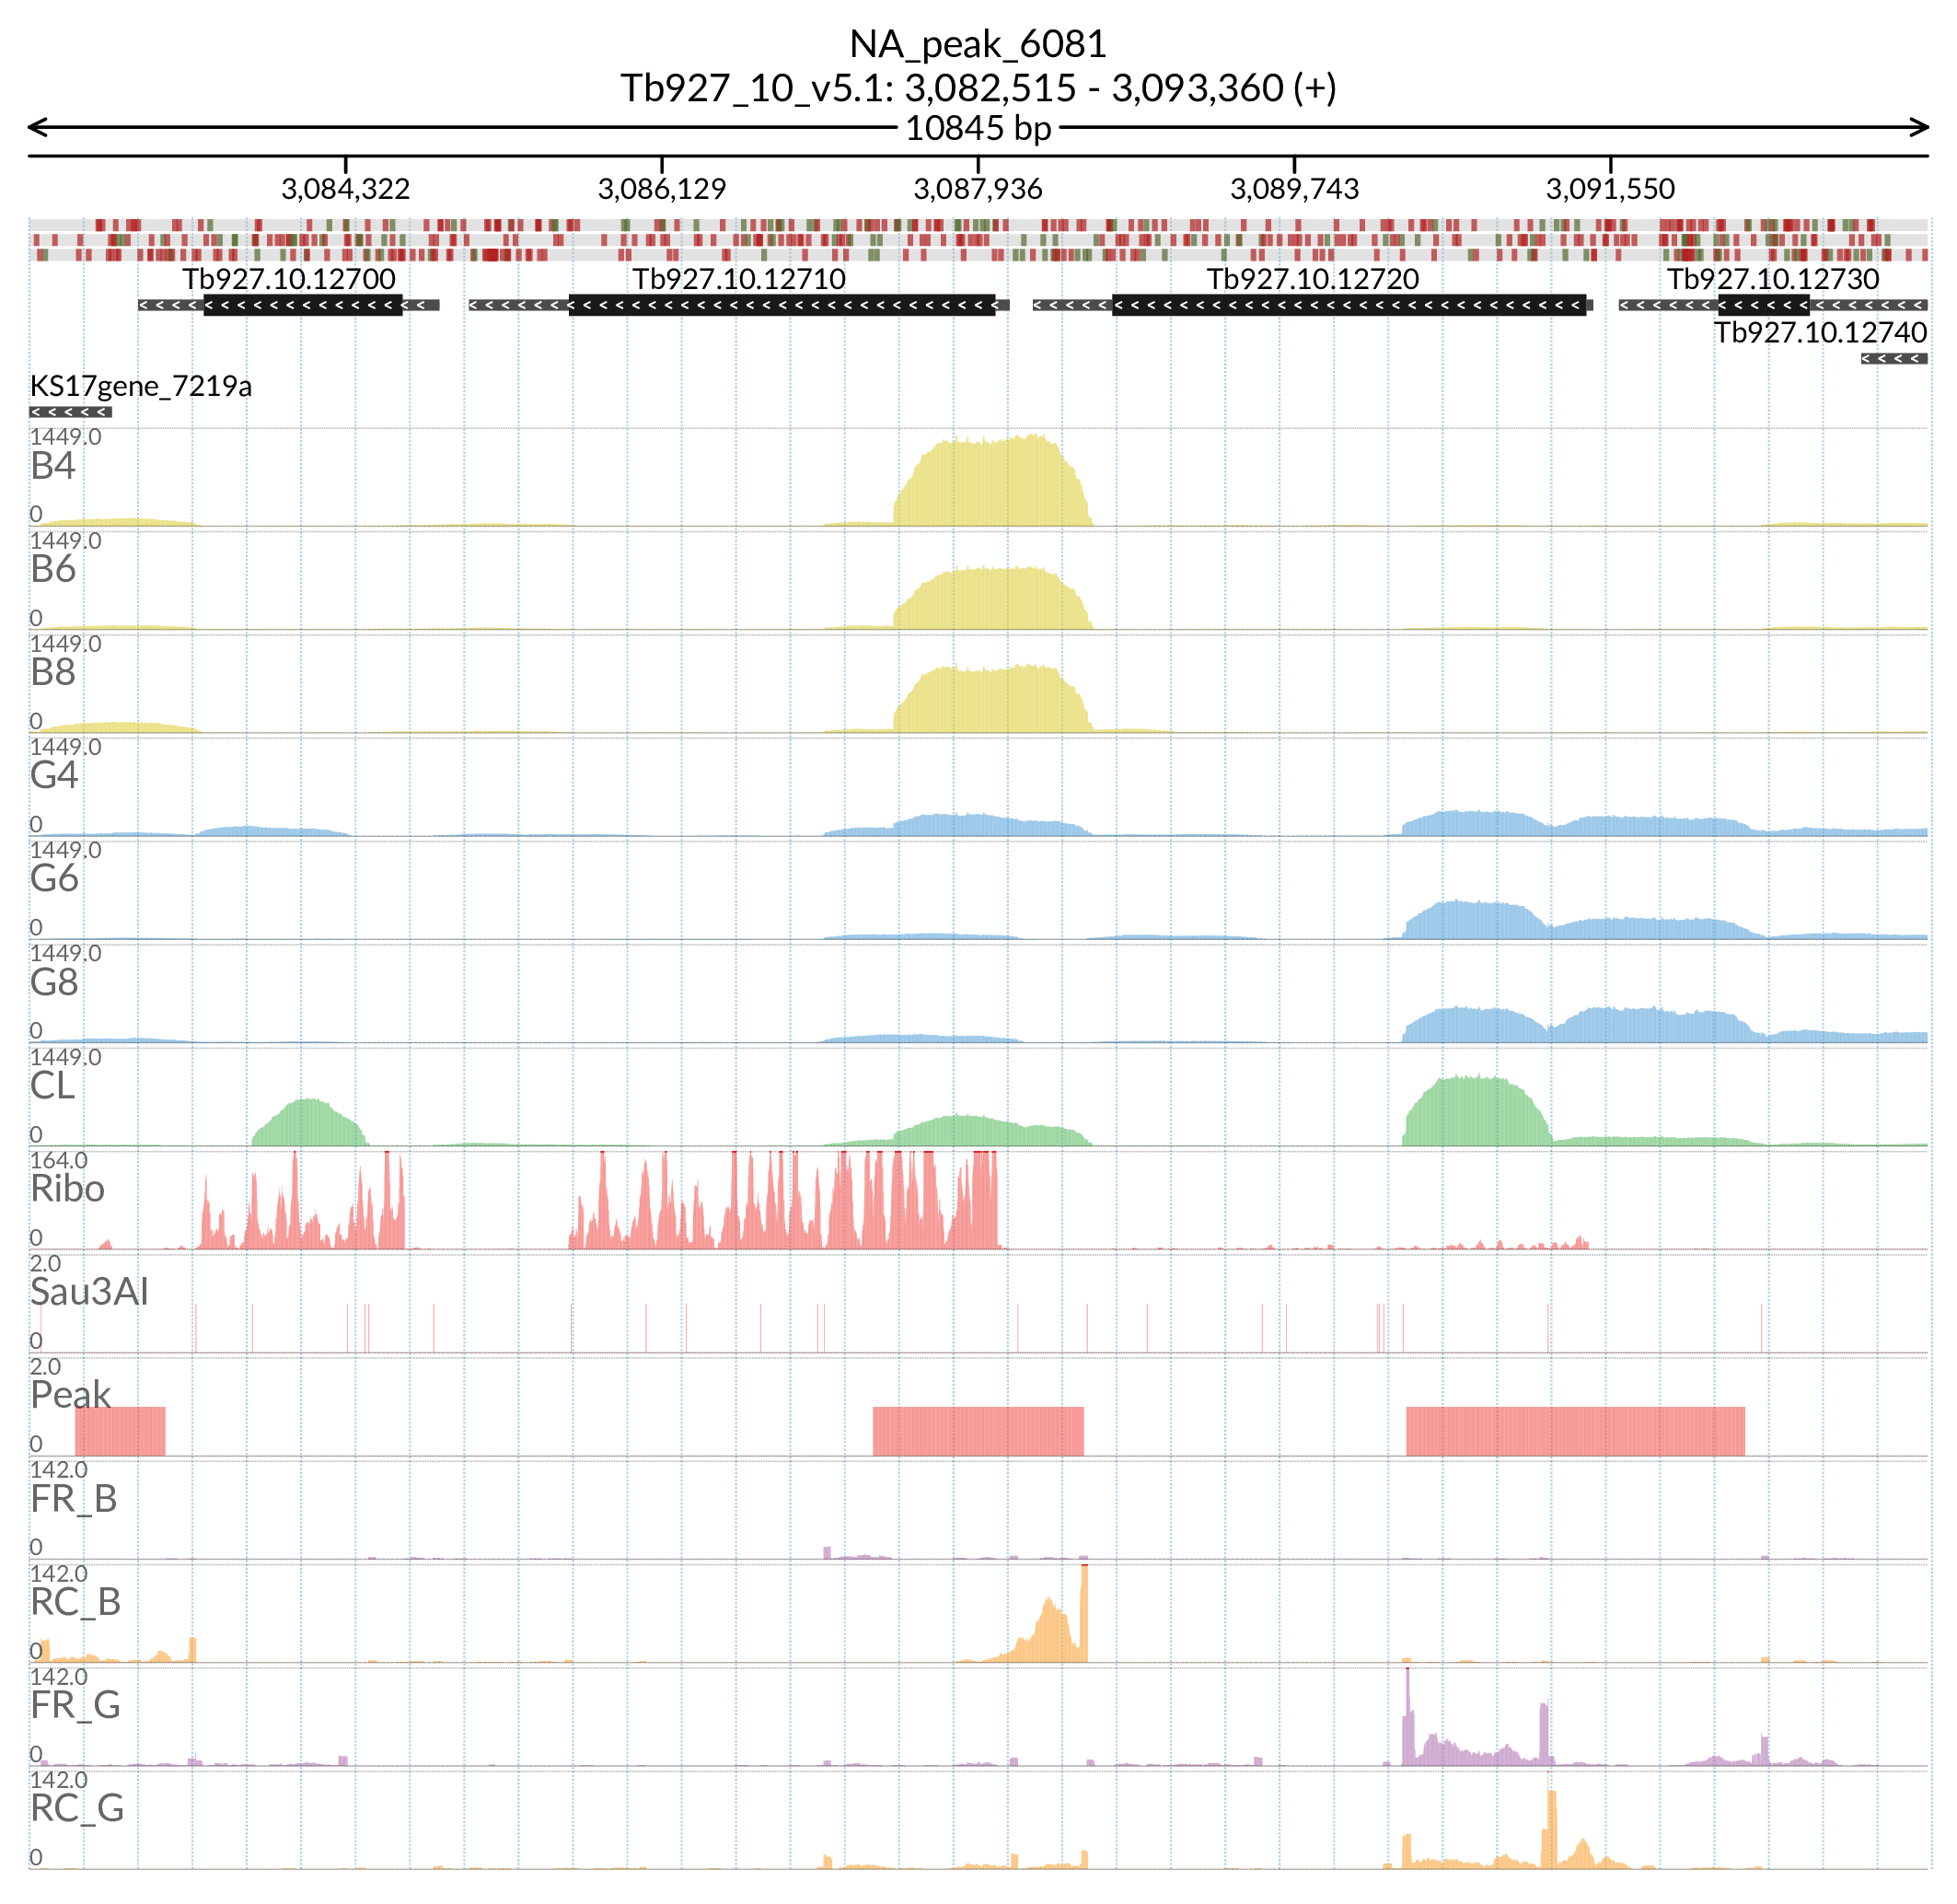 NA_peak_6081
Tb927_10_v5.1: 3,082,515 - 3,093,360 (+)
10845 bp
3,084,322 3,086,129 3,087,936 3,089,743 3,091,550
Tb927.10.12700 Tb927.10.12710 Tb927.10.12720 Tb927.10.12730
Tb927.10.12740
KS17gene_7219a
1449.0
B4
0
1449.0
B6
0
1449.0
B8
0
1449.0
G4
0
1449.0
G6
0
1449.0
G8
0
1449.0
CL
0
164.0
Ribo
0
2.0
Sau3AI
0
2.0
Peak
0
142.0
FR_B
0
142.0
RC_B
0
142.0
FR_G
0
142.0
RC_G
0